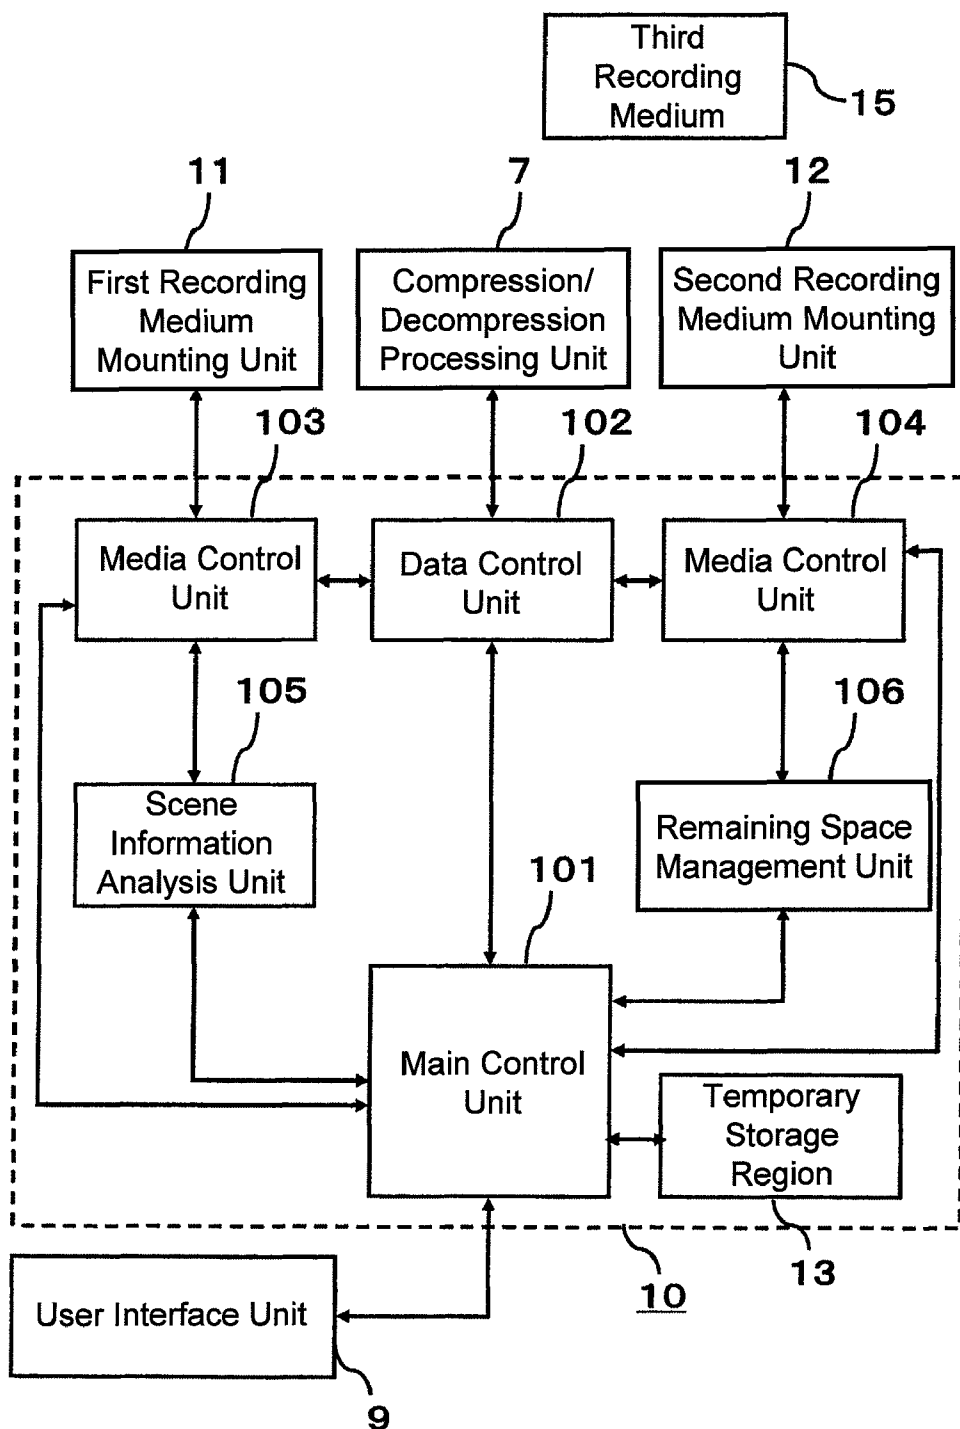 Third
Recording
Medium
15
11
7
12
First Recording
Medium
Mounting Unit
Compression/
Decompression
Processing Unit
Second Recording
Medium Mounting
Unit
103
102
104
Media Control
Unit
Data Control
Unit
Media Control
Unit
105
106
Scene
Information
Analysis Unit
Remaining Space
Management Unit
101
Main Control
Unit
Temporary
Storage
Region
13
10
User Interface Unit
9